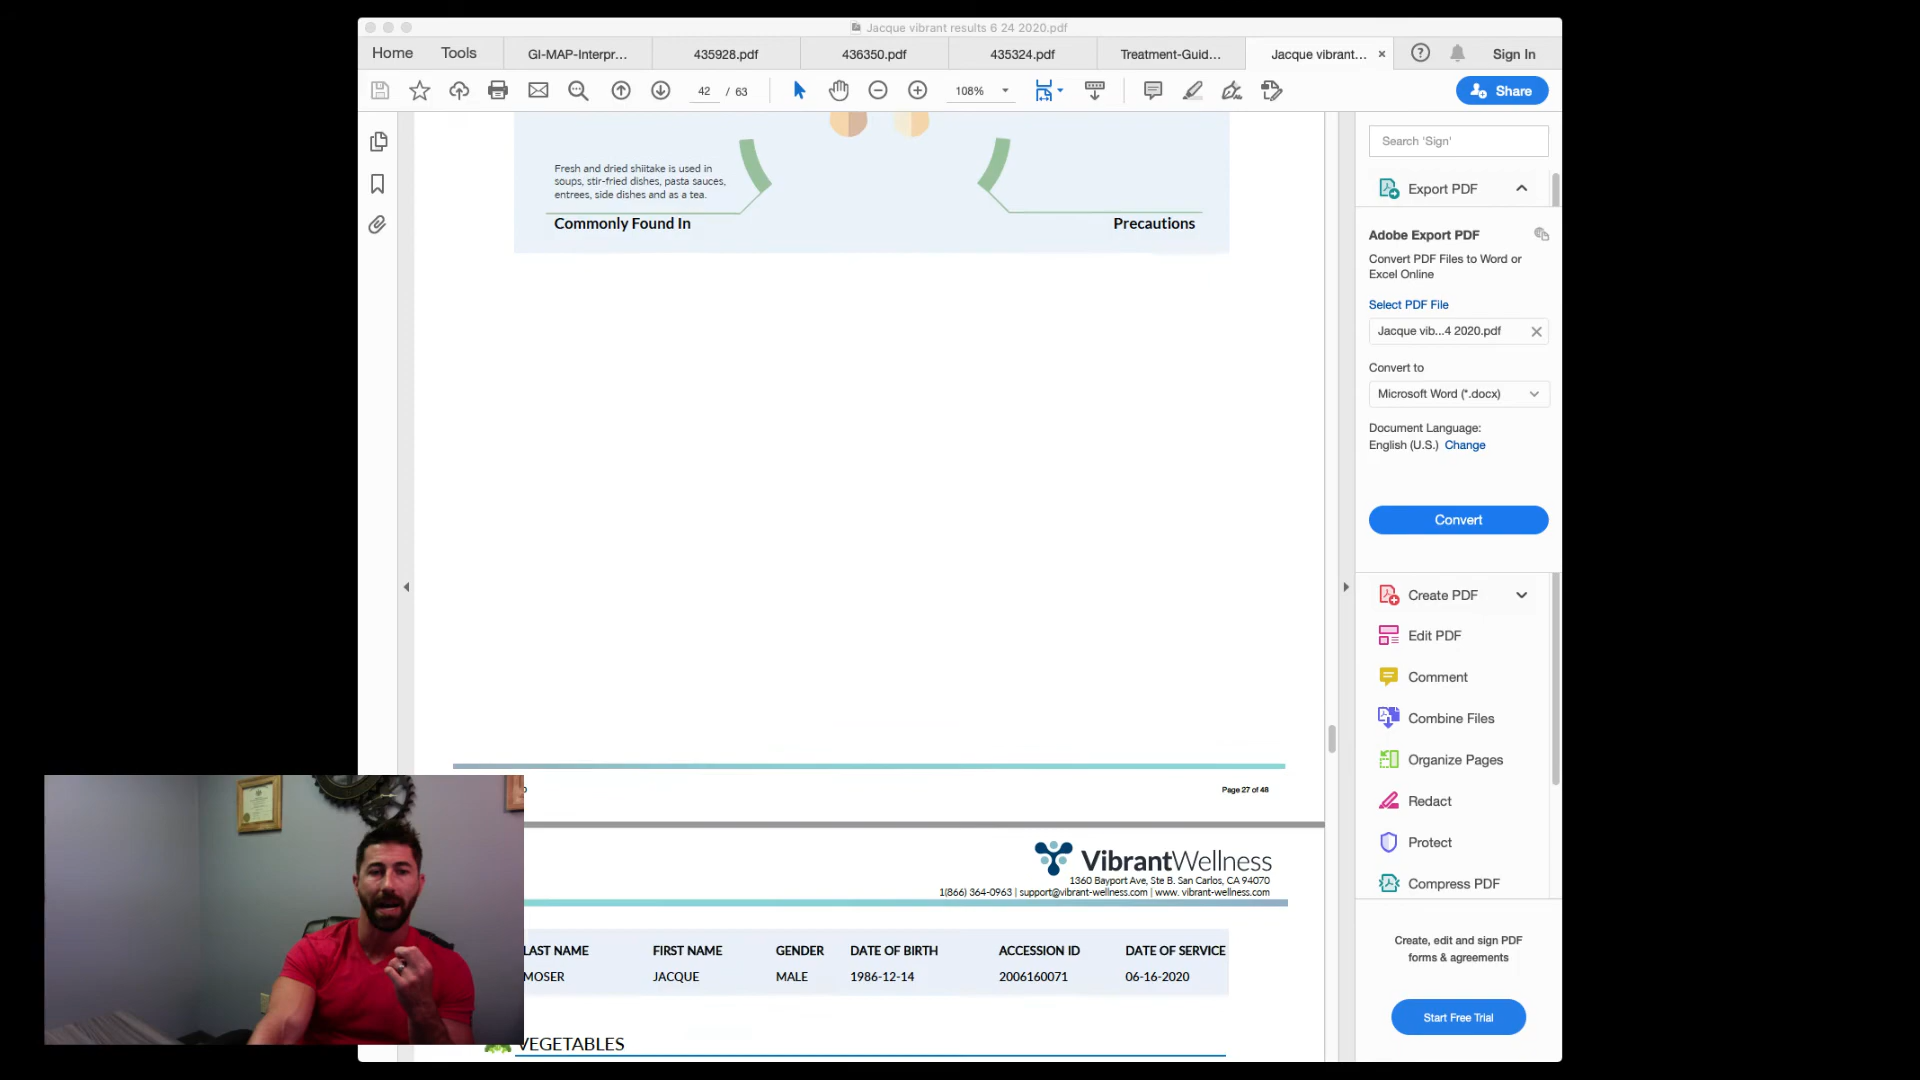 Jacque vibrant results 6 24 2020.pdf
Home
Tools
GI-MAP-Interpr...
435928.pdf
436350.pdf
435324.pdf
Treatment-Guid...
Jacque vibrant...
Sign In
42 / 63
108%
Share
Fresh and dried shiitake is used in
soups, stir-fried dishes, pasta sauces,
entrees, side dishes and as a tea.
Commonly Found In
Precautions
Page 27 of 48
VibrantWellness
1360 Bayport Ave, Ste B. San Carlos, CA 94070
1(866) 364-0963 | support@vibrant-wellness.com | www. vibrant-wellness.com
LAST NAME FIRST NAME GENDER DATE OF BIRTH ACCESSION ID DATE OF SERVICE
MOSER JACQUE MALE 1986-12-14 2006160071 06-16-2020
VEGETABLES
Search 'Sign'
Export PDF
Adobe Export PDF
Convert PDF Files to Word or
Excel Online
Select PDF File
Jacque vib...4 2020.pdf
Convert to
Microsoft Word (*.docx)
Document Language:
English (U.S.) Change
Convert
Create PDF
Edit PDF
Comment
Combine Files
Organize Pages
Redact
Protect
Compress PDF
Create, edit and sign PDF
forms & agreements
Start Free Trial